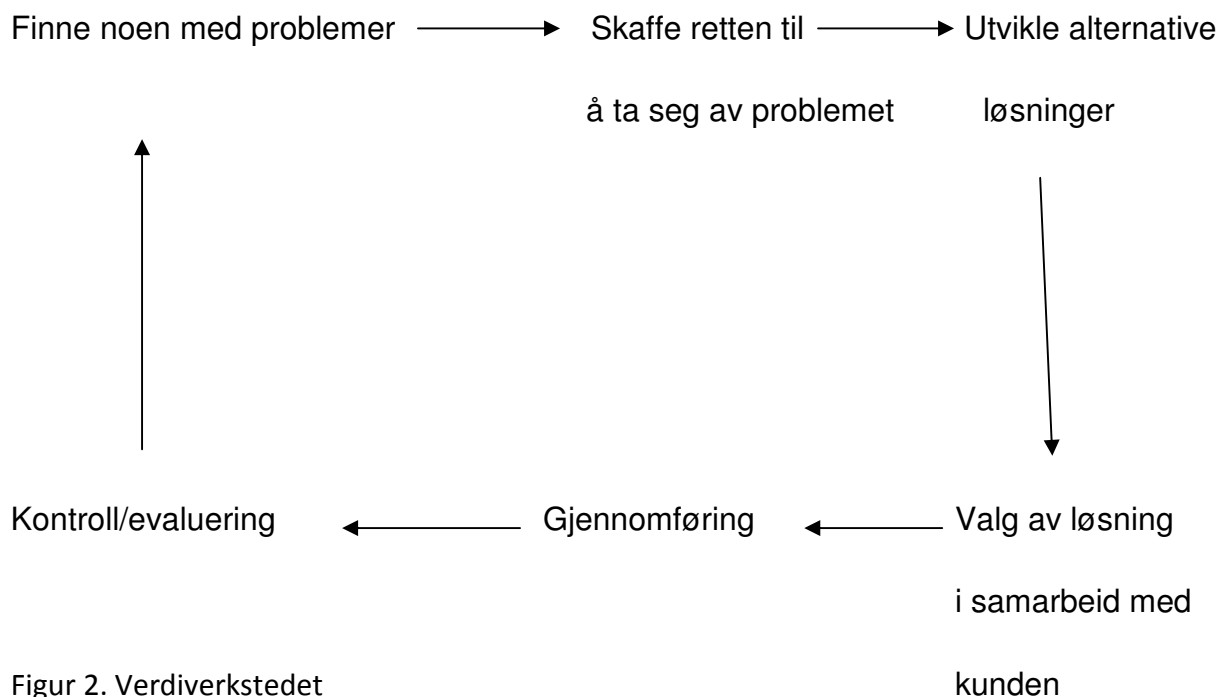 Finne noen med problemer
Skaffe retten til
å ta seg av problemet
Utvikle alternative
løsninger
Valg av løsning
i samarbeid med
kunden
Gjennomføring
Kontroll/evaluering
Figur 2. Verdiverkstedet